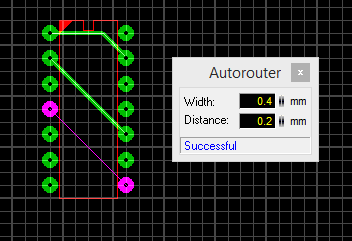 Autorouter x
Width: 0.4 mm
Distance: 0.2 mm
Successful